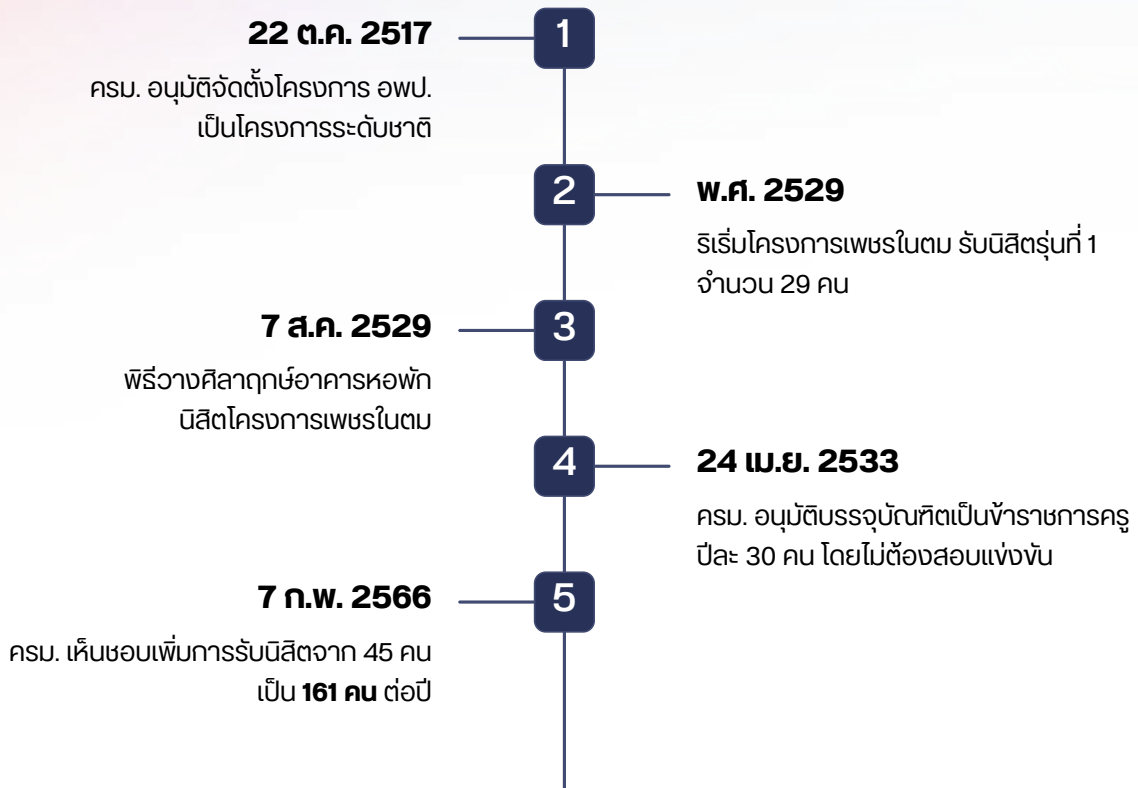 22 ต.ค. 2517
1
ครม. อนุมัติจัดตั้งโครงการ อพป.
เป็นโครงการระดับชาติ
2
พ.ศ. 2529
ริเริ่มโครงการเพชรในตม รับนิสิตรุ่นที่ 1
จำนวน 29 คน
7 ส.ค. 2529
3
พิธีวางศิลาฤกษ์อาคารหอพัก
นิสิตโครงการเพชรในตม
4
24 เม.ย. 2533
ครม. อนุมัติบรรจุบัณฑิตเป็นข้าราชการครู
ปีละ 30 คน โดยไม่ต้องสอบแข่งขัน
7 ก.พ. 2566
5
ครม. เห็นชอบเพิ่มการรับนิสิตจาก 45 คน
เป็น 161 คน ต่อปี